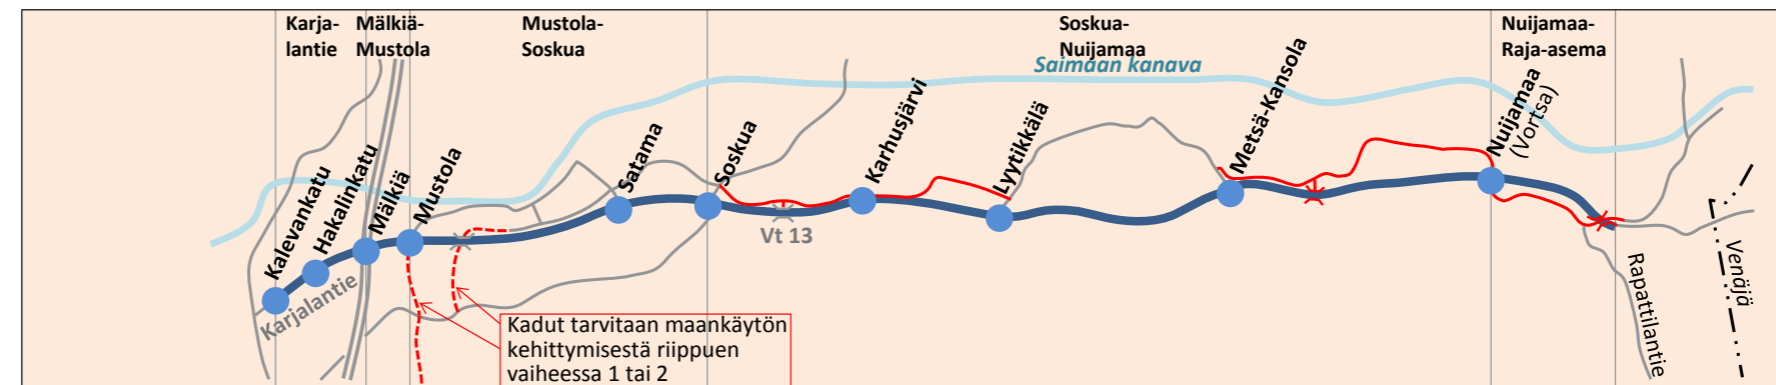 Karja-
lantie
Mälkiä-
Mustola
Mustola-
Soskua
Soskua-
Nuijamaa
Nuijamaa-
Raja-asema
Saimaan kanava
Kalevankatu
Hakalinkatu
Mälkiä
Mustola
Satama
Soskua
Karhusjärvi
Lyytikkälä
Metsä-Kansola
Nuijamaa
(Vortsa)
Vt 13
Karjalantie
Rapattilantie
Venäjä
Kadut tarvitaan maankäytön
kehittymisestä riippuen
vaiheessa 1 tai 2